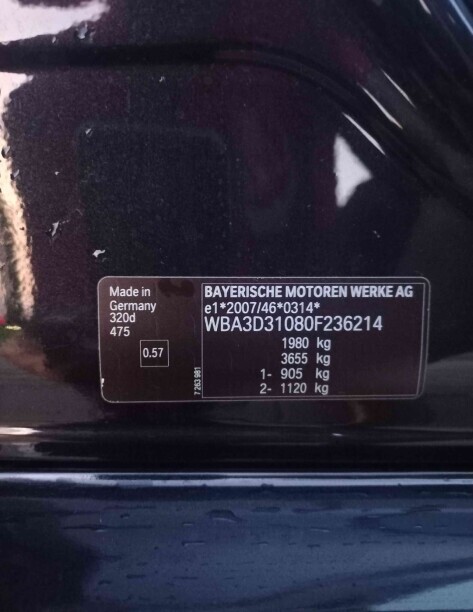 Made in
Germany
320d
475
0.57
7 263 981
BAYERISCHE MOTOREN WERKE AG
e1*2007/46*0314*
WBA3D31080F236214
1980 kg
3655 kg
1- 905 kg
2- 1120 kg